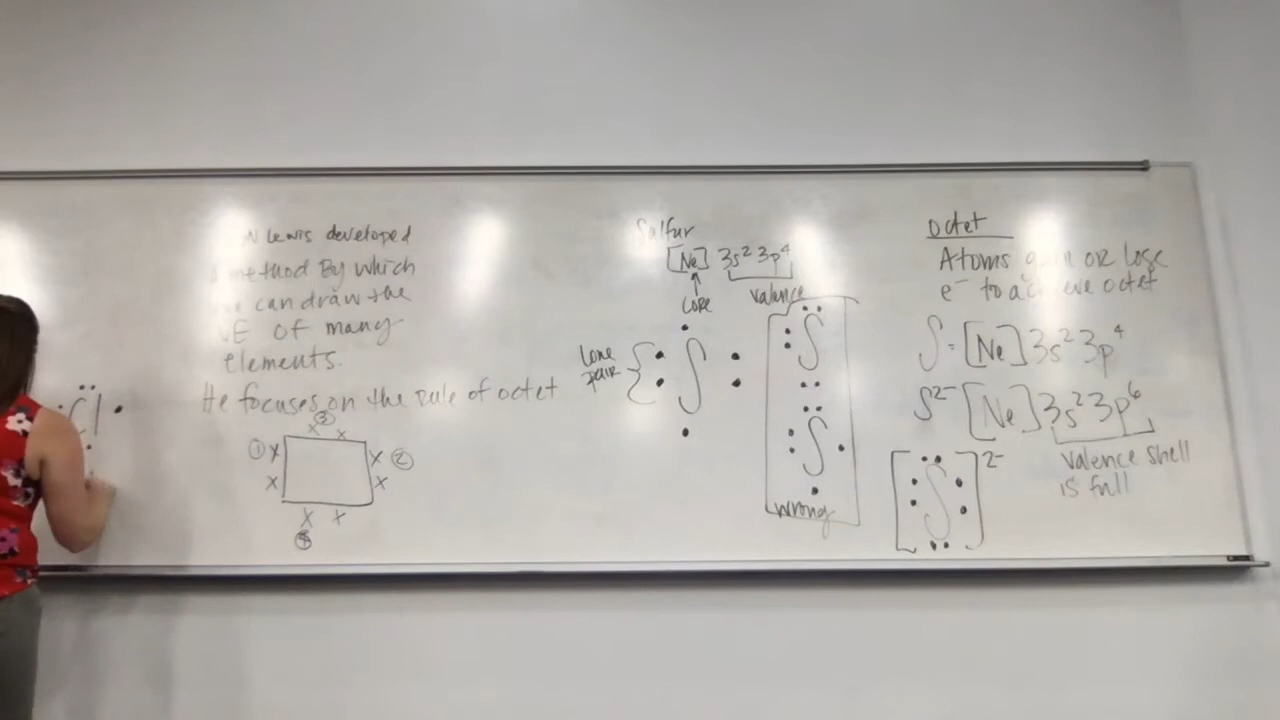 Lewis developed
method By which
can draw the
OF many
elements.
He focuses on the rule of octet
① ② ③ ④
Cl
Sulfur
[Ne] 3s² 3p⁴
core
valence
Lone
pair
S
S
S
wrong
octet
Atoms gain or lose
e⁻ to achieve octet
S = [Ne] 3s² 3p⁴
S²⁻ [Ne] 3s² 3p⁶
valence shell
is full
[S]²⁻